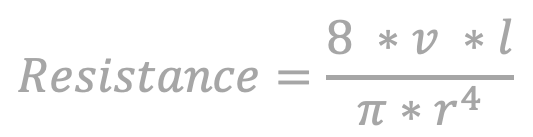 Resistance = 8 * v * l / π * r⁴